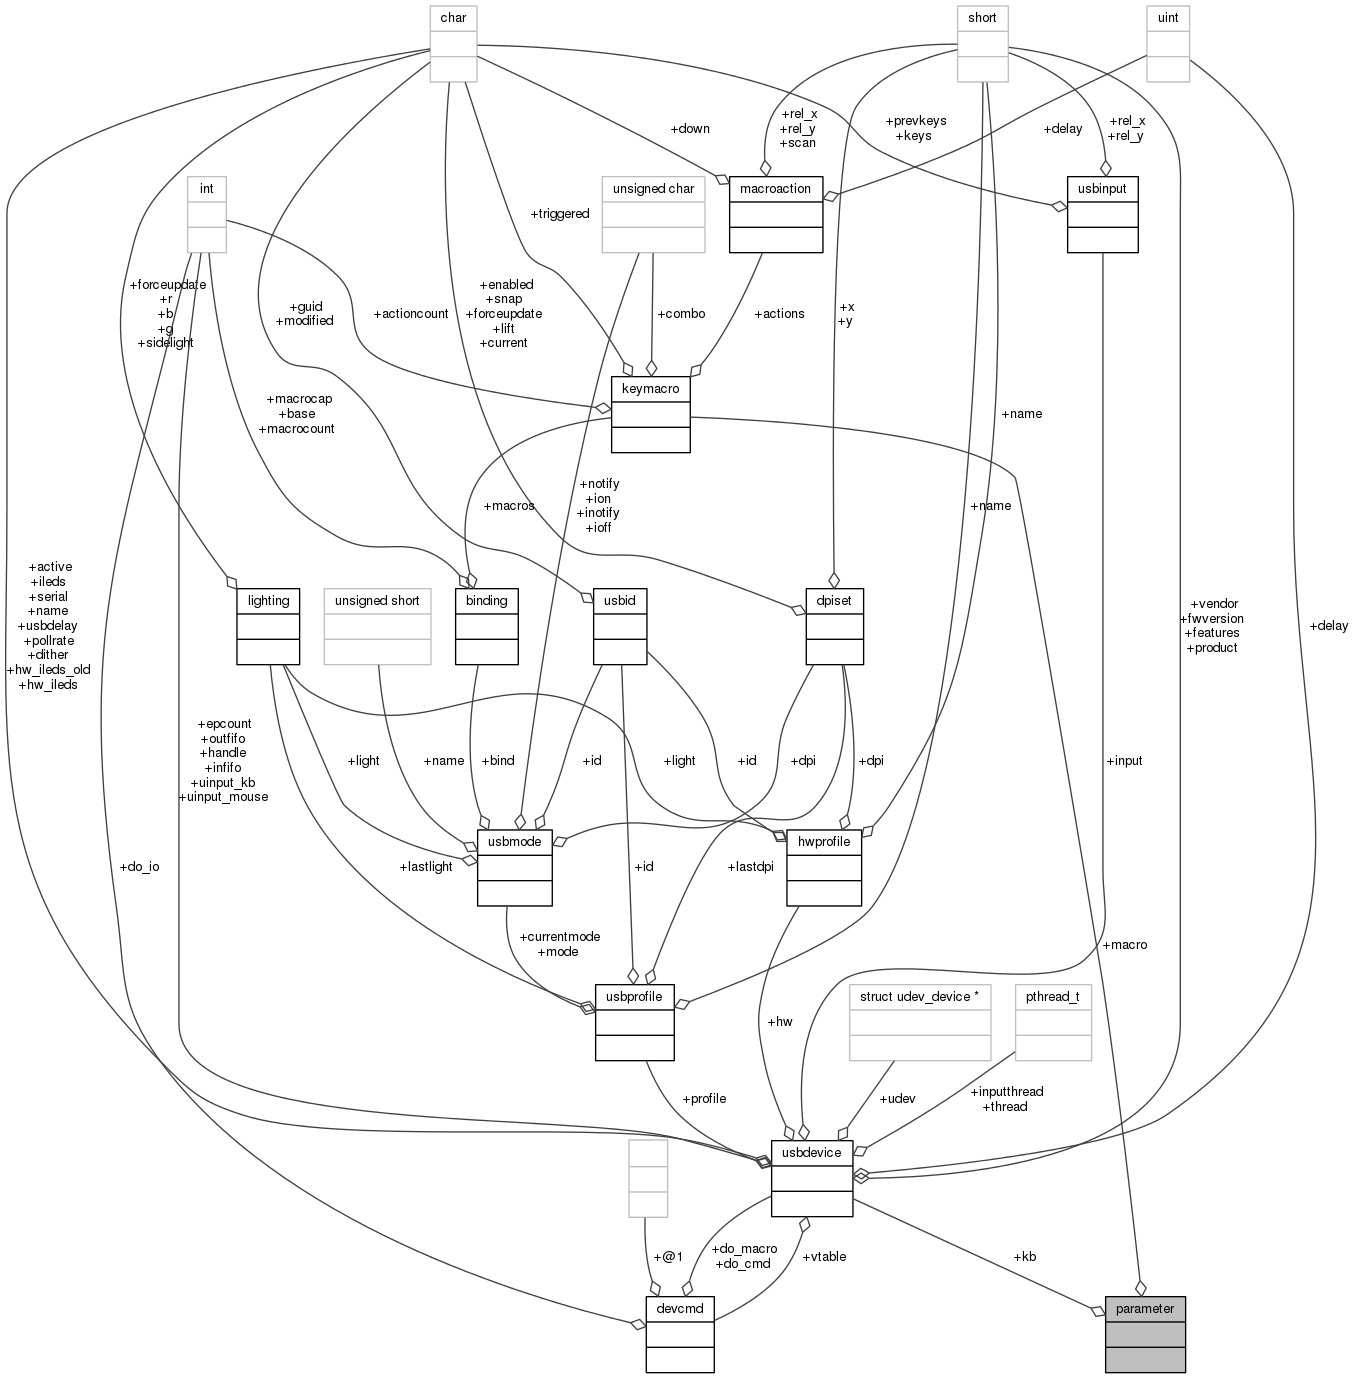 char
short
uint
+rel_x
+rel_y
+scan
+prevkeys
+keys
+rel_x
+rel_y
+down
+delay
int
unsigned char
macroaction
usbinput
+triggered
+forceupdate
+r
+b
+g
+sidelight
+guid
+modified
+actioncount
+enabled
+snap
+forceupdate
+lift
+current
+combo
+actions
+x
+y
keymacro
+macrocap
+base
+macrocount
+name
+macros
+notify
+ion
+inotify
+ioff
+name
+active
+ileds
+serial
+name
+usbdelay
+pollrate
+dither
+hw_ileds_old
+hw_ileds
lighting
unsigned short
binding
usbid
dpiset
+vendor
+fwversion
+features
+product
+delay
+epcount
+outfifo
+handle
+infifo
+uinput_kb
+uinput_mouse
+light
+name
+bind
+id
+light
+id
+dpi
+dpi
+input
usbmode
hwprofile
+do_io
+lastlight
+id
+lastdpi
+currentmode
+mode
+macro
usbprofile
struct udev_device *
pthread_t
+hw
+profile
+udev
+inputthread
+thread
usbdevice
+@1
+do_macro
+do_cmd
+vtable
+kb
devcmd
parameter